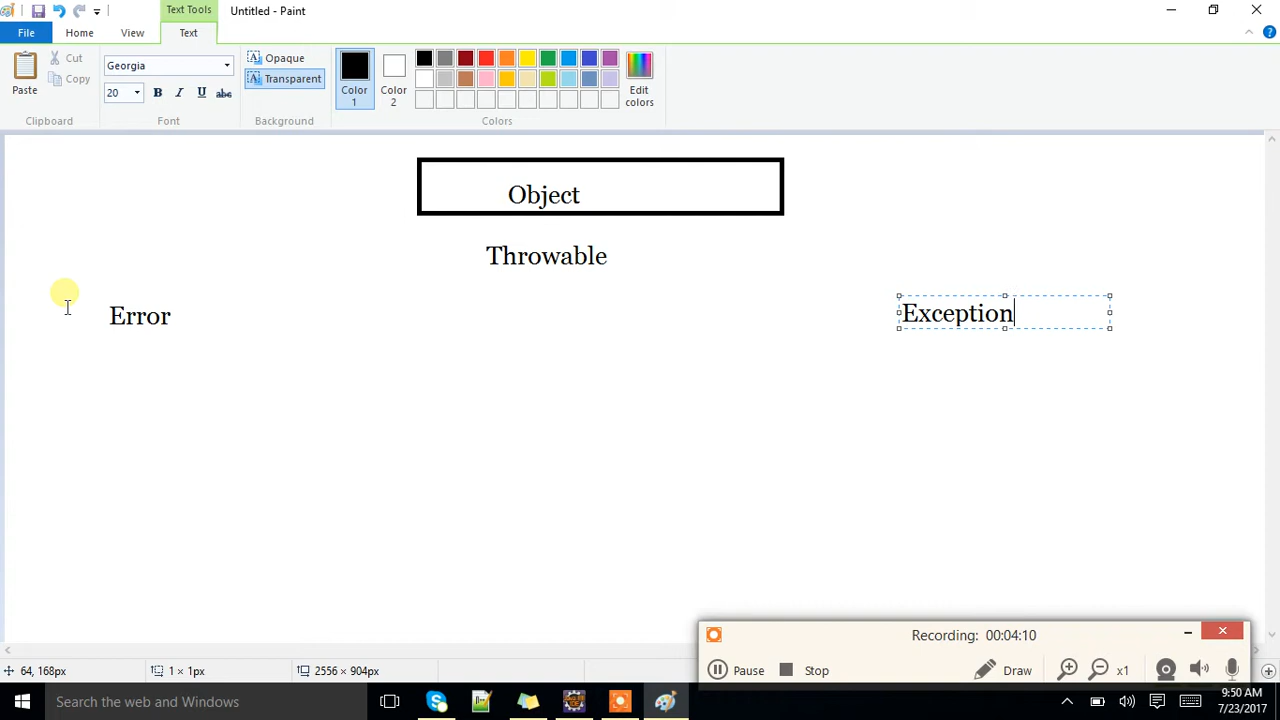 Text Tools
Untitled - Paint
File
Home
View
Text
Paste
Cut
Copy
Clipboard
Georgia
20
B I U abc
Font
Opaque
Transparent
Background
Color 1
Color 2
Edit colors
Colors
Object
Throwable
Error
Exception
Recording: 00:04:10
Pause
Stop
Draw
x1
64, 168px
1 × 1px
2556 × 904px
Search the web and Windows
9:50 AM
7/23/2017